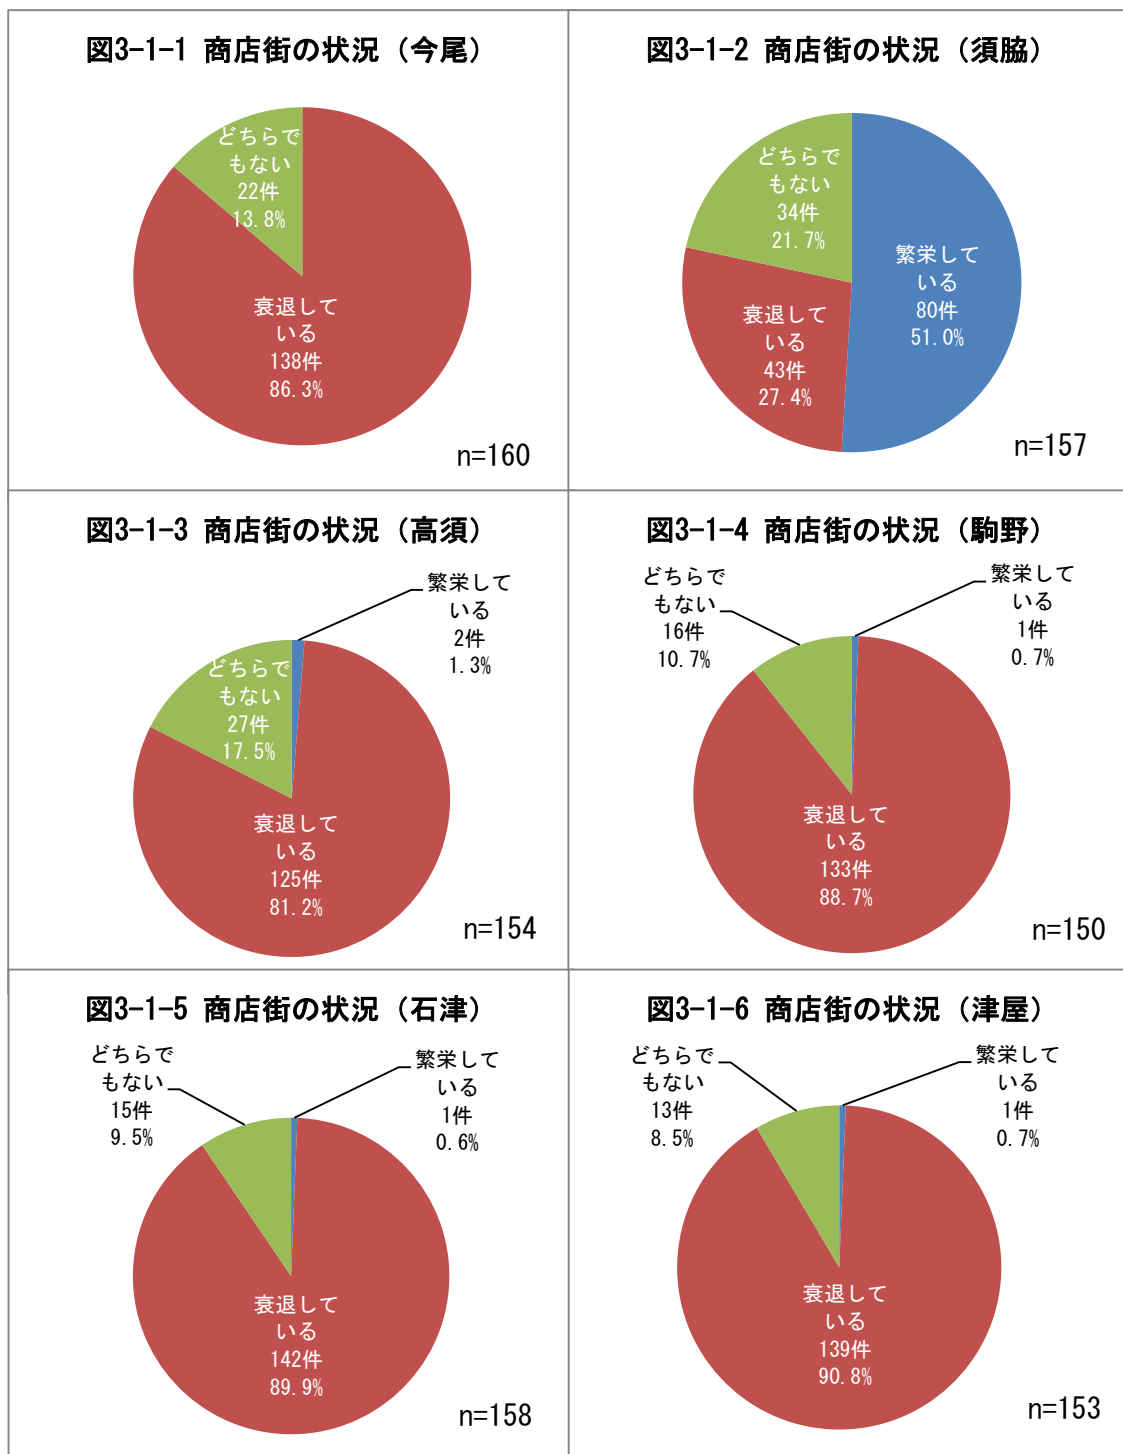 図3-1-1 商店街の状況（今尾）
どちらで
もない
22件
13.8%
衰退して
いる
138件
86.3%
n=160
図3-1-2 商店街の状況（須脇）
どちらで
もない
34件
21.7%
繁栄して
いる
80件
51.0%
衰退して
いる
43件
27.4%
n=157
図3-1-3 商店街の状況（高須）
繁栄して
いる
2件
1.3%
どちらで
もない
27件
17.5%
衰退して
いる
125件
81.2%
n=154
図3-1-4 商店街の状況（駒野）
どちらで
もない
16件
10.7%
繁栄して
いる
1件
0.7%
衰退して
いる
133件
88.7%
n=150
図3-1-5 商店街の状況（石津）
どちらで
もない
15件
9.5%
繁栄して
いる
1件
0.6%
衰退して
いる
142件
89.9%
n=158
図3-1-6 商店街の状況（津屋）
どちらで
もない
13件
8.5%
繁栄して
いる
1件
0.7%
衰退して
いる
139件
90.8%
n=153